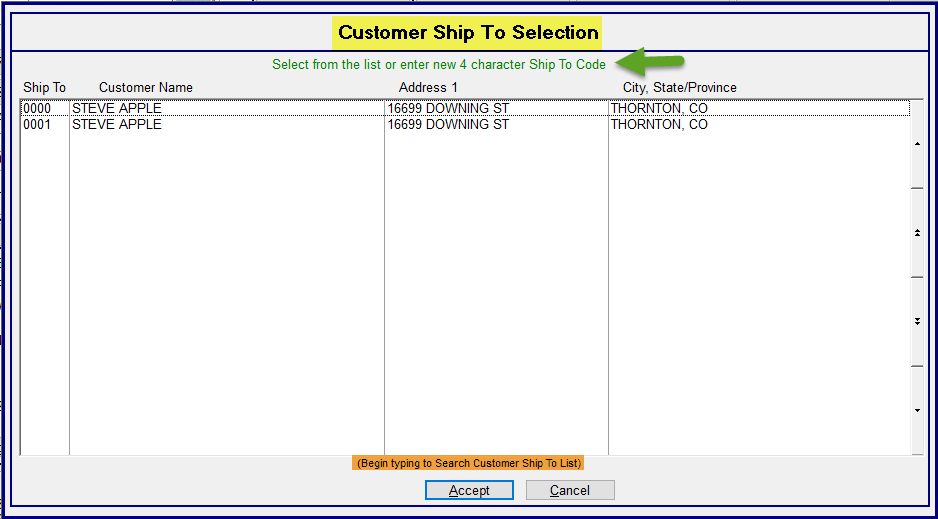 Customer Ship To Selection
Select from the list or enter new 4 character Ship To Code
Ship To Customer Name Address 1 City, State/Province
0000 STEVE APPLE 16699 DOWNING ST THORNTON, CO
0001 STEVE APPLE 16699 DOWNING ST THORNTON, CO
(Begin typing to Search Customer Ship To List)
Accept Cancel